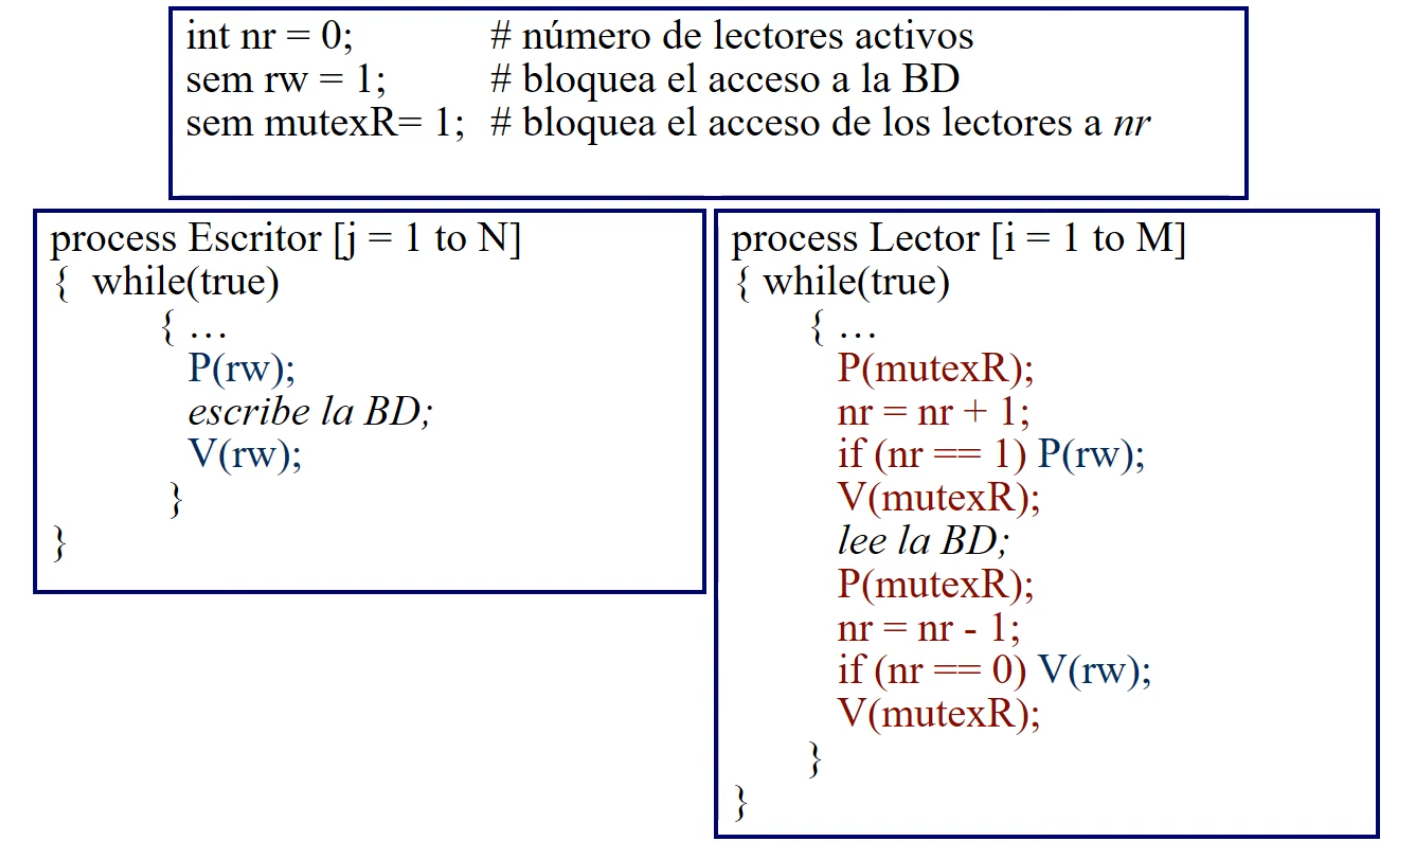 int nr = 0; # número de lectores activos
sem rw = 1; # bloquea el acceso a la BD
sem mutexR= 1; # bloquea el acceso de los lectores a nr
process Escritor [j = 1 to N]
{ while(true)
{ …
P(rw);
escribe la BD;
V(rw);
}
}
process Lector [i = 1 to M]
{ while(true)
{ …
P(mutexR);
nr = nr + 1;
if (nr == 1) P(rw);
V(mutexR);
lee la BD;
P(mutexR);
nr = nr - 1;
if (nr == 0) V(rw);
V(mutexR);
}
}